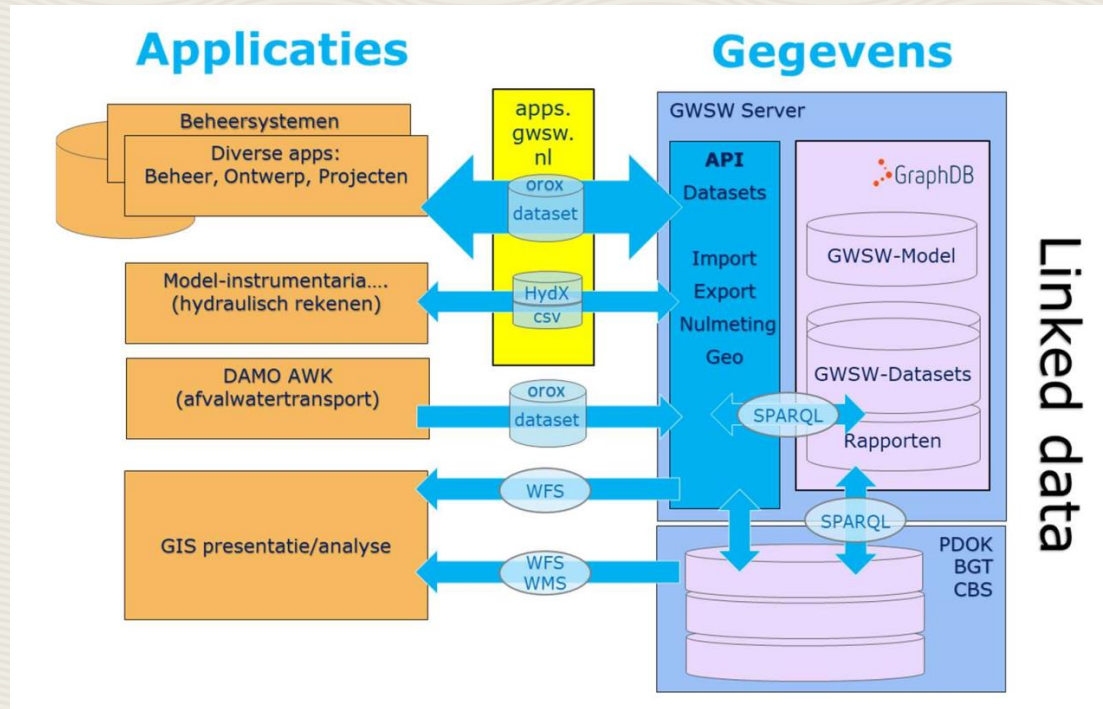 Applicaties
Gegevens
Beheersystemen
Diverse apps:
Beheer, Ontwerp, Projecten
Model-instrumentaria....
(hydraulisch rekenen)
DAMO AWK
(afvalwatertransport)
GIS presentatie/analyse
apps.
gwsw.
nl
orox
dataset
HydX
csv
orox
dataset
WFS
WFS
WMS
GWSW Server
API
Datasets
Import
Export
Nulmeting
Geo
GraphDB
GWSW-Model
GWSW-Datasets
Rapporten
SPARQL
SPARQL
PDOK
BGT
CBS
Linked data